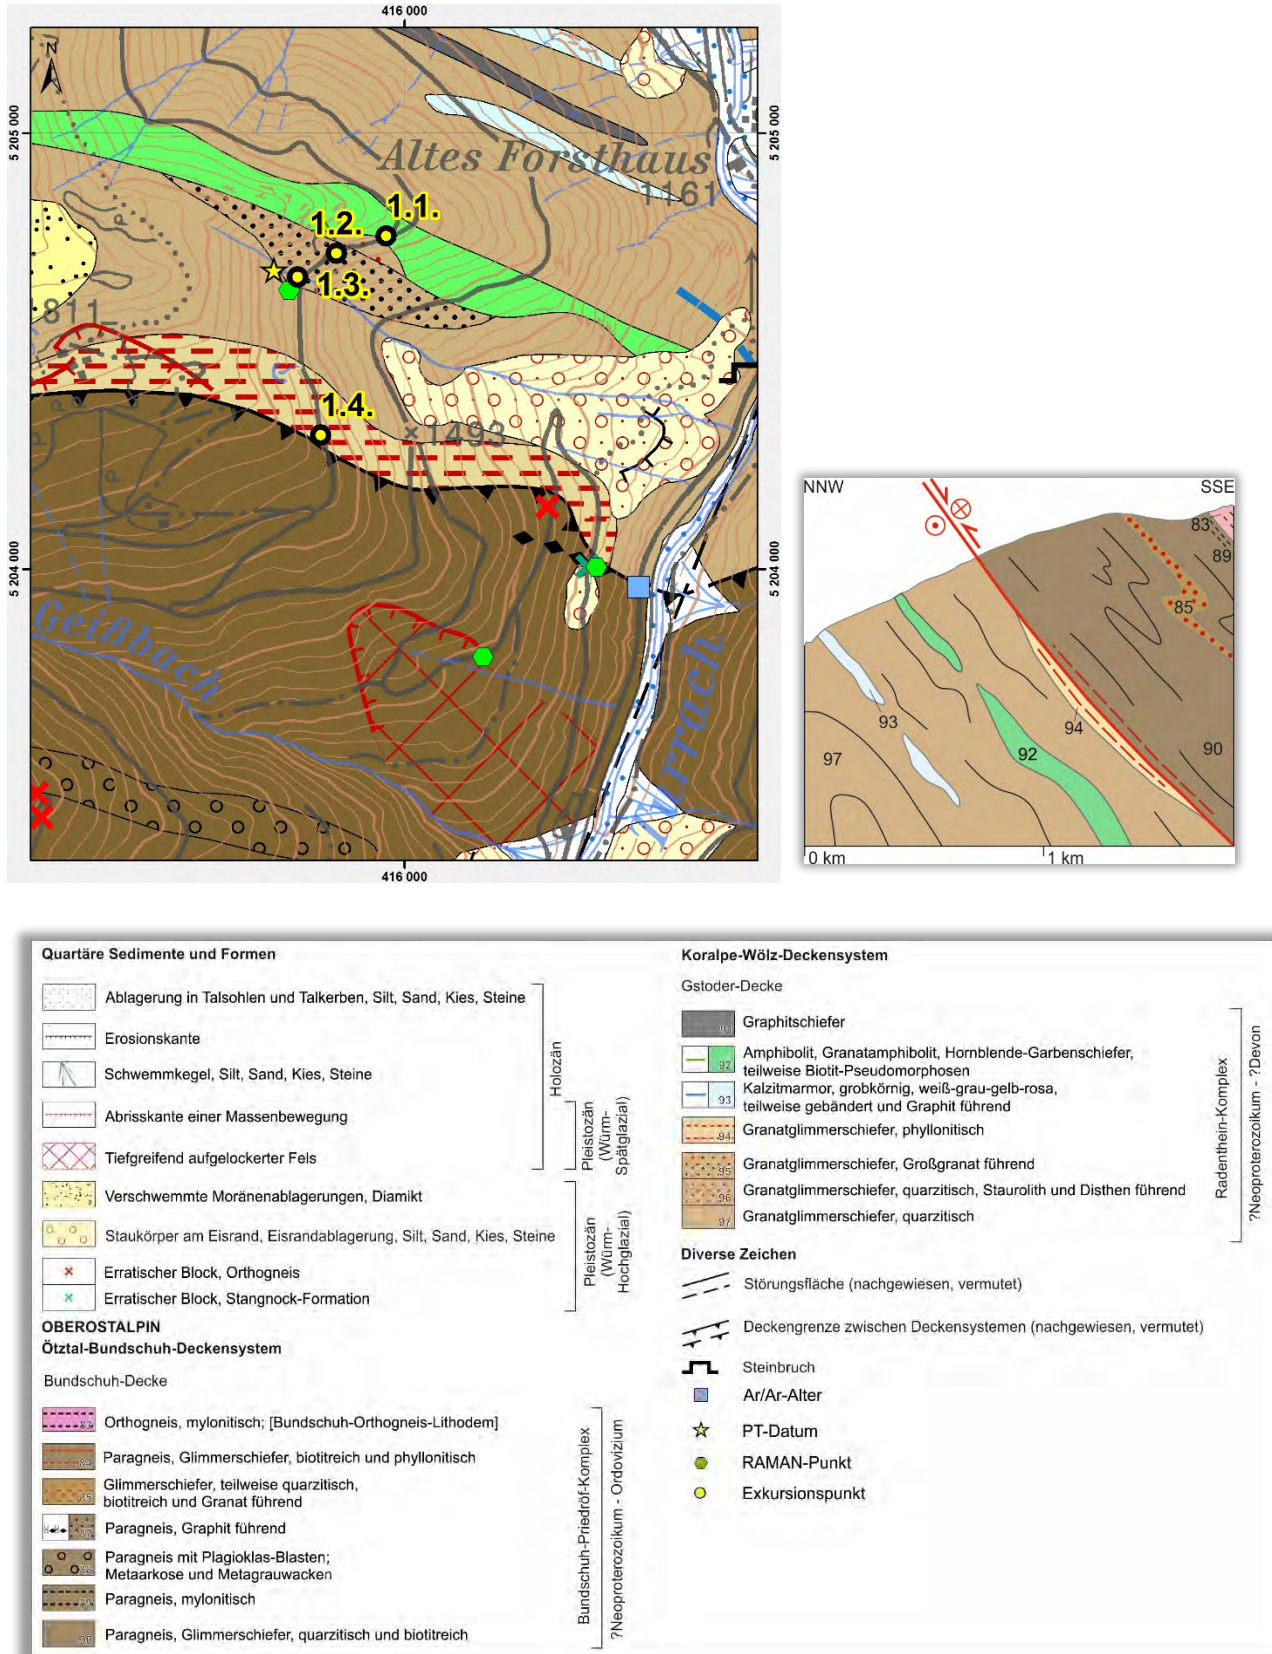 416 000
N
5 205 000
5 205 000
Altes Forsthaus
1161
1.1.
1.2.
1.3.
1811
1.4.
×1493
5 204 000
5 204 000
Geißbach
P
P
P
416 000
NNW
SSE
83
89
85
93
94
97
92
90
0 km
1 km
Quartäre Sedimente und Formen
Ablagerung in Talsohlen und Talkerben, Silt, Sand, Kies, Steine
Erosionskante
Schwemmkegel, Silt, Sand, Kies, Steine
Abrisskante einer Massenbewegung
Tiefgreifend aufgelockerter Fels
Holozän
Pleistozän
(Würm-
Spätglazial)
Verschwemmte Moränenablagerungen, Diamikt
Staukörper am Eisrand, Eisrandablagerung, Silt, Sand, Kies, Steine
Erratischer Block, Orthogneis
Erratischer Block, Stangnock-Formation
Pleistozän
(Würm-
Hochglazial)
OBEROSTALPIN
Ötztal-Bundschuh-Deckensystem
Bundschuh-Decke
Orthogneis, mylonitisch; [Bundschuh-Orthogneis-Lithodem]
Paragneis, Glimmerschiefer, biotitreich und phyllonitisch
Glimmerschiefer, teilweise quarzitisch,
biotitreich und Granat führend
Paragneis, Graphit führend
Paragneis mit Plagioklas-Blasten;
Metaarkose und Metagrauwacken
Paragneis, mylonitisch
Paragneis, Glimmerschiefer, quarzitisch und biotitreich
Bundschuh-Priedröf-Komplex
?Neoproterozoikum - Ordovizium
Koralpe-Wölz-Deckensystem
Gstoder-Decke
Graphitschiefer
92 Amphibolit, Granatamphibolit, Hornblende-Garbenschiefer,
teilweise Biotit-Pseudomorphosen
93 Kalzitmarmor, grobkörnig, weiß-grau-gelb-rosa,
teilweise gebändert und Graphit führend
94 Granatglimmerschiefer, phyllonitisch
95 Granatglimmerschiefer, Großgranat führend
96 Granatglimmerschiefer, quarzitisch, Staurolith und Disthen führend
97 Granatglimmerschiefer, quarzitisch
Radenthein-Komplex
?Neoproterozoikum - ?Devon
Diverse Zeichen
Störungsfläche (nachgewiesen, vermutet)
Deckengrenze zwischen Deckensystemen (nachgewiesen, vermutet)
Steinbruch
Ar/Ar-Alter
PT-Datum
RAMAN-Punkt
Exkursionspunkt